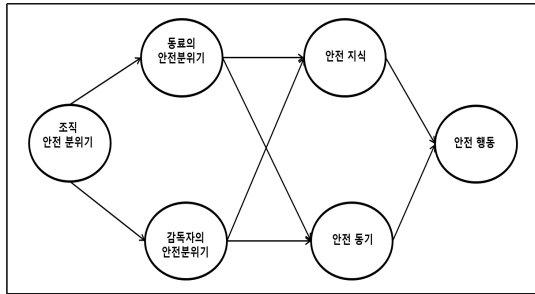 동료의
안전분위기
안전 지식
조직
안전 분위기
안전 행동
감독자의
안전분위기
안전 동기